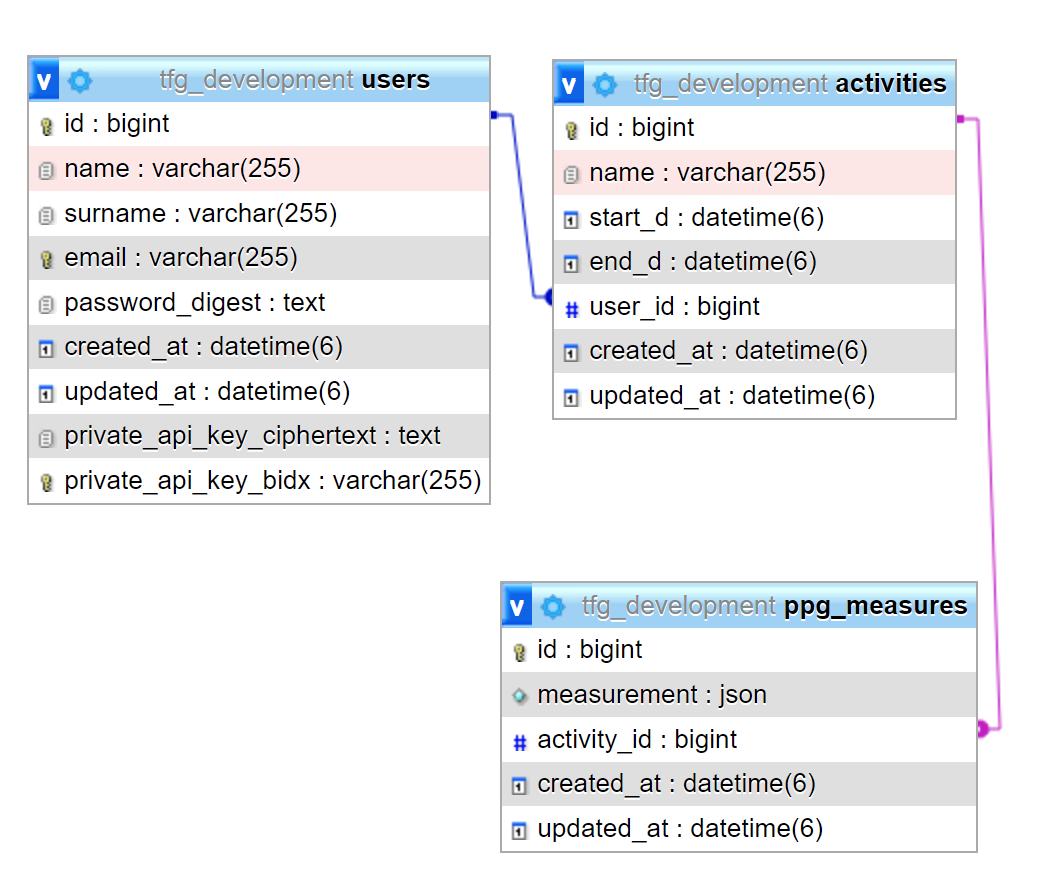 v tfg_development users
id : bigint
name : varchar(255)
surname : varchar(255)
email : varchar(255)
password_digest : text
created_at : datetime(6)
updated_at : datetime(6)
private_api_key_ciphertext : text
private_api_key_bidx : varchar(255)
v tfg_development activities
id : bigint
name : varchar(255)
start_d : datetime(6)
end_d : datetime(6)
# user_id : bigint
created_at : datetime(6)
updated_at : datetime(6)
v tfg_development ppg_measures
id : bigint
measurement : json
# activity_id : bigint
created_at : datetime(6)
updated_at : datetime(6)